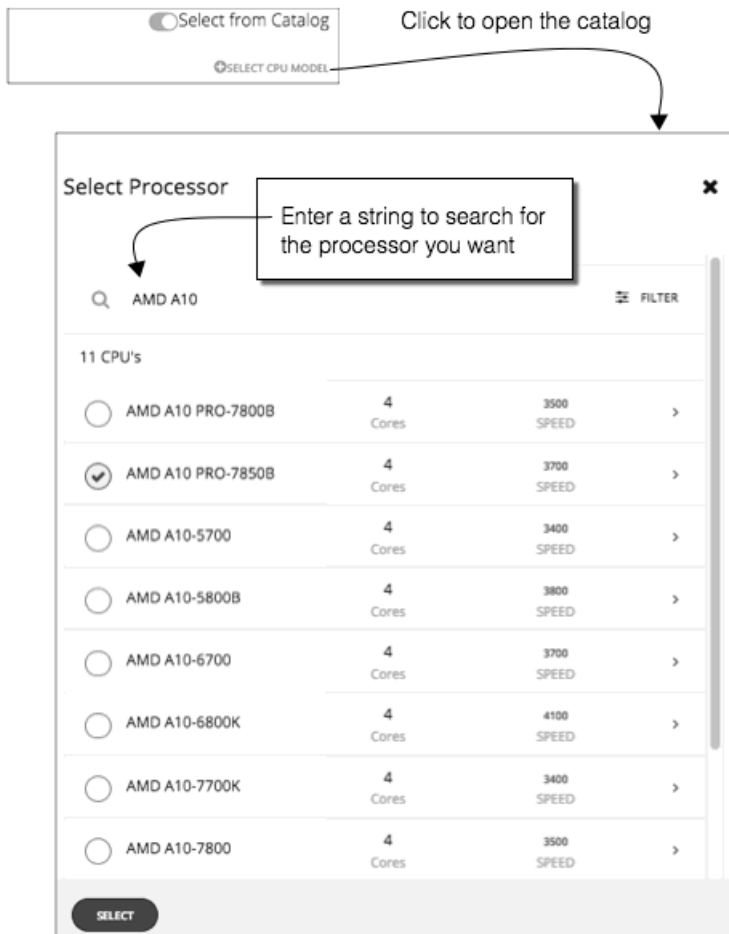 Select from Catalog
Click to open the catalog
SELECT CPU MODEL
Select Processor
Enter a string to search for
the processor you want
AMD A10
FILTER
11 CPU's
AMD A10 PRO-7800B 4 3500
Cores SPEED
AMD A10 PRO-7850B 4 3700
Cores SPEED
AMD A10-5700 4 3400
Cores SPEED
AMD A10-5800B 4 3800
Cores SPEED
AMD A10-6700 4 3700
Cores SPEED
AMD A10-6800K 4 4100
Cores SPEED
AMD A10-7700K 4 3400
Cores SPEED
AMD A10-7800 4 3500
Cores SPEED
SELECT